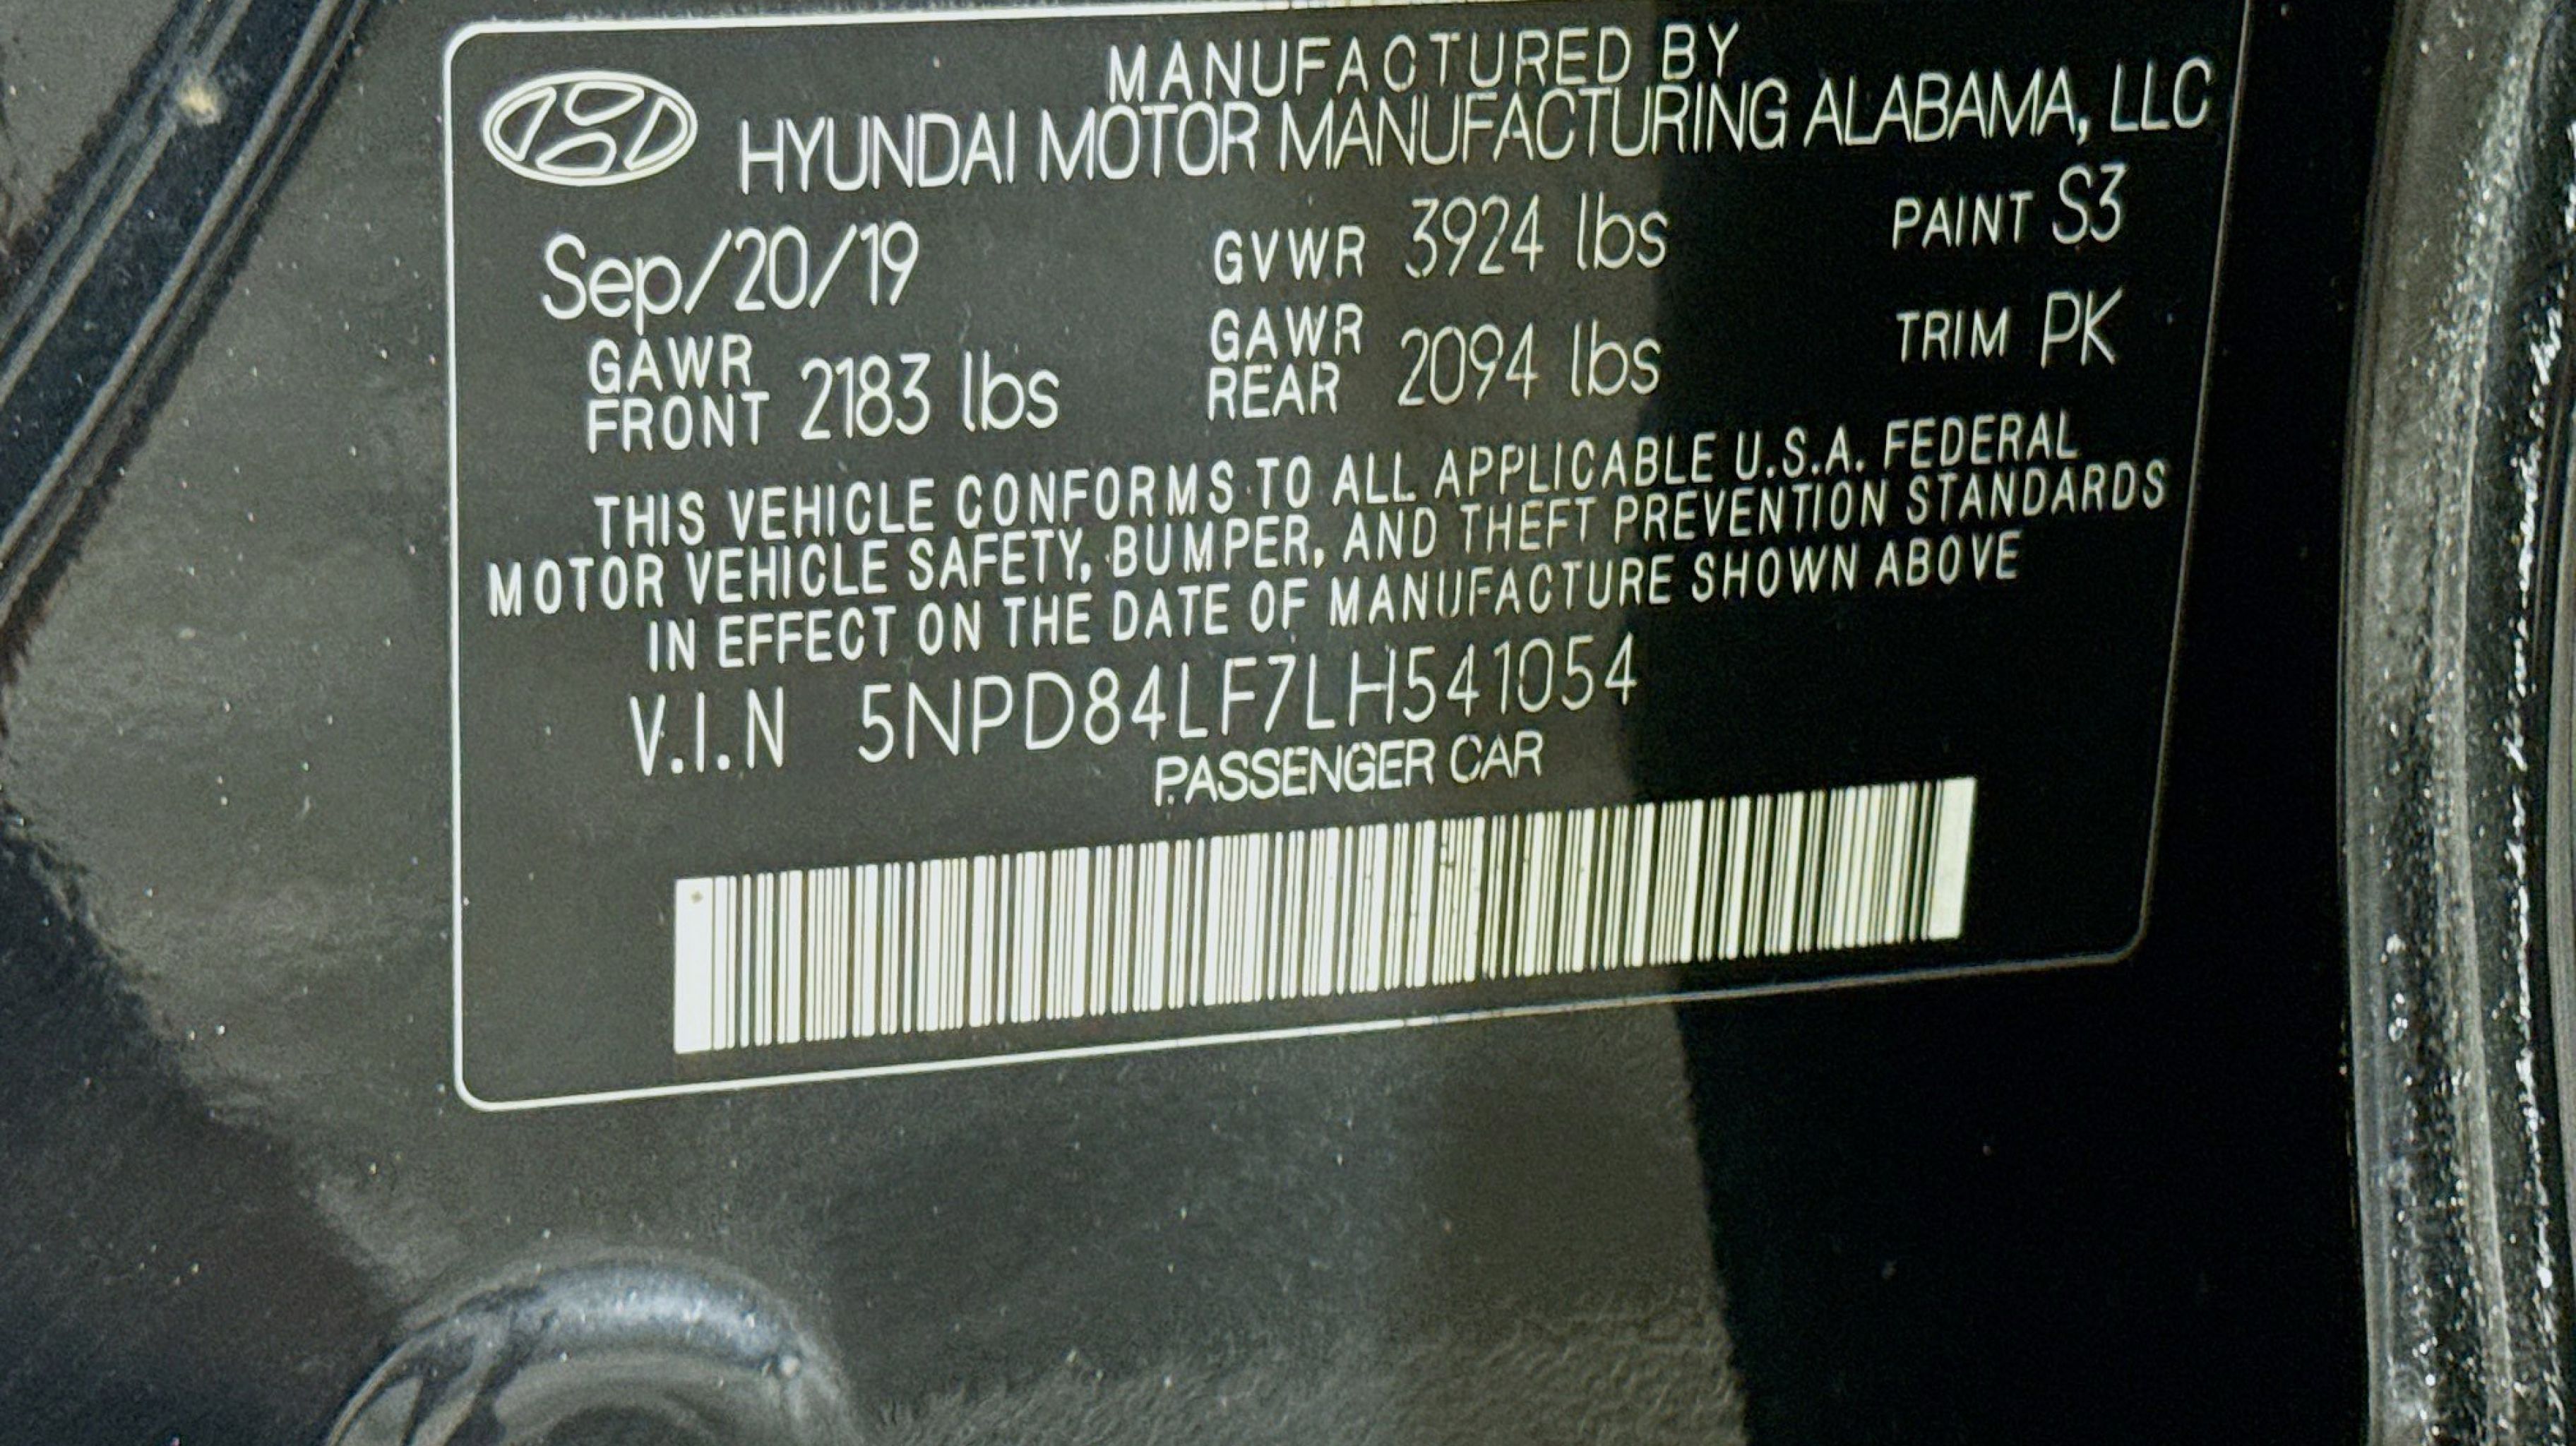 MANUFACTURED BY
HYUNDAI MOTOR MANUFACTURING ALABAMA, LLC
Sep/20/19 GVWR 3924 lbs PAINT S3
GAWR FRONT 2183 lbs GAWR REAR 2094 lbs TRIM PK
THIS VEHICLE CONFORMS TO ALL APPLICABLE U.S.A. FEDERAL
MOTOR VEHICLE SAFETY, BUMPER, AND THEFT PREVENTION STANDARDS
IN EFFECT ON THE DATE OF MANUFACTURE SHOWN ABOVE
V.I.N 5NPD84LF7LH541054
PASSENGER CAR